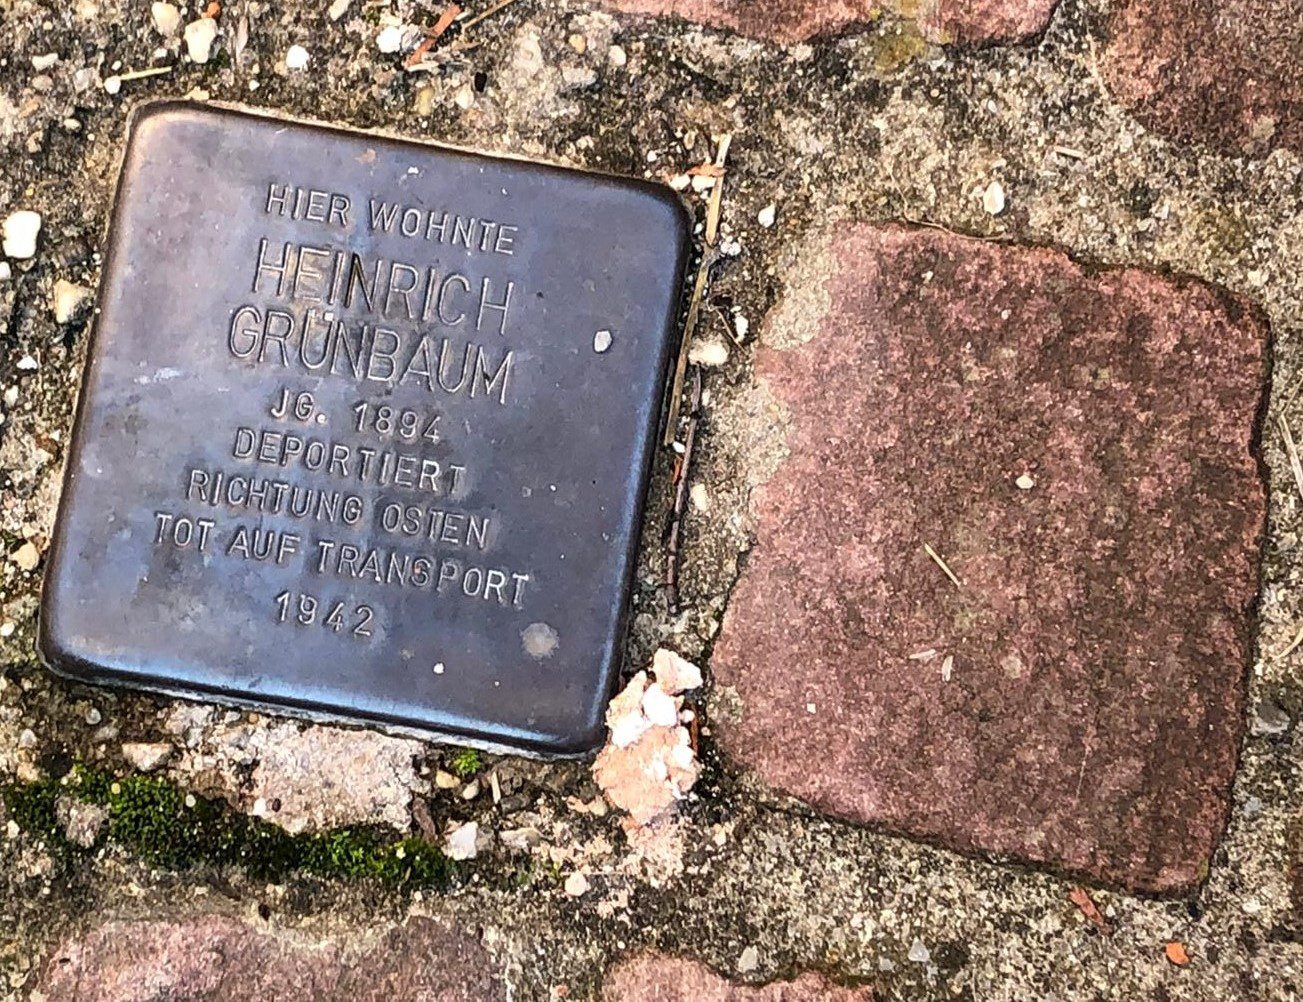 HIER WOHNTE
HEINRICH
GRÜNBAUM
JG. 1894
DEPORTIERT
RICHTUNG OSTEN
TOT AUF TRANSPORT
1942